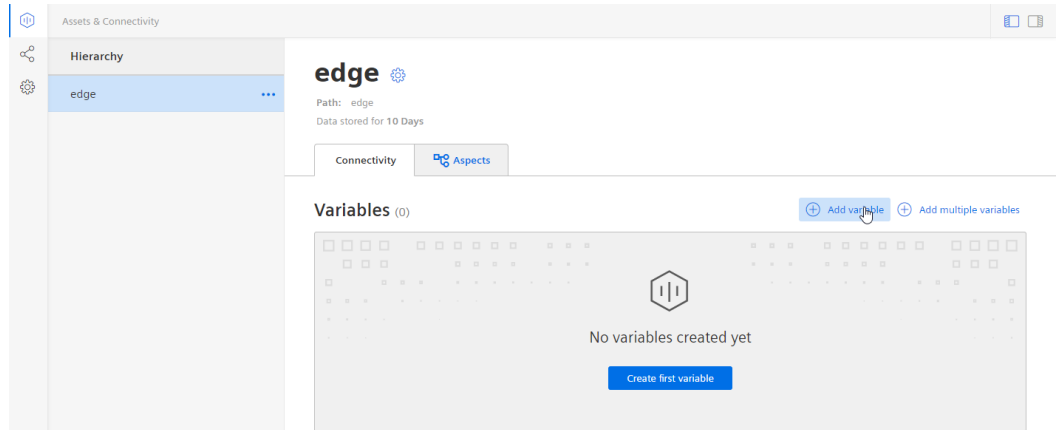 Assets & Connectivity
Hierarchy
edge
edge
Path: edge
Data stored for 10 Days
Connectivity
Aspects
Variables (0)
Add variable
Add multiple variables
No variables created yet
Create first variable